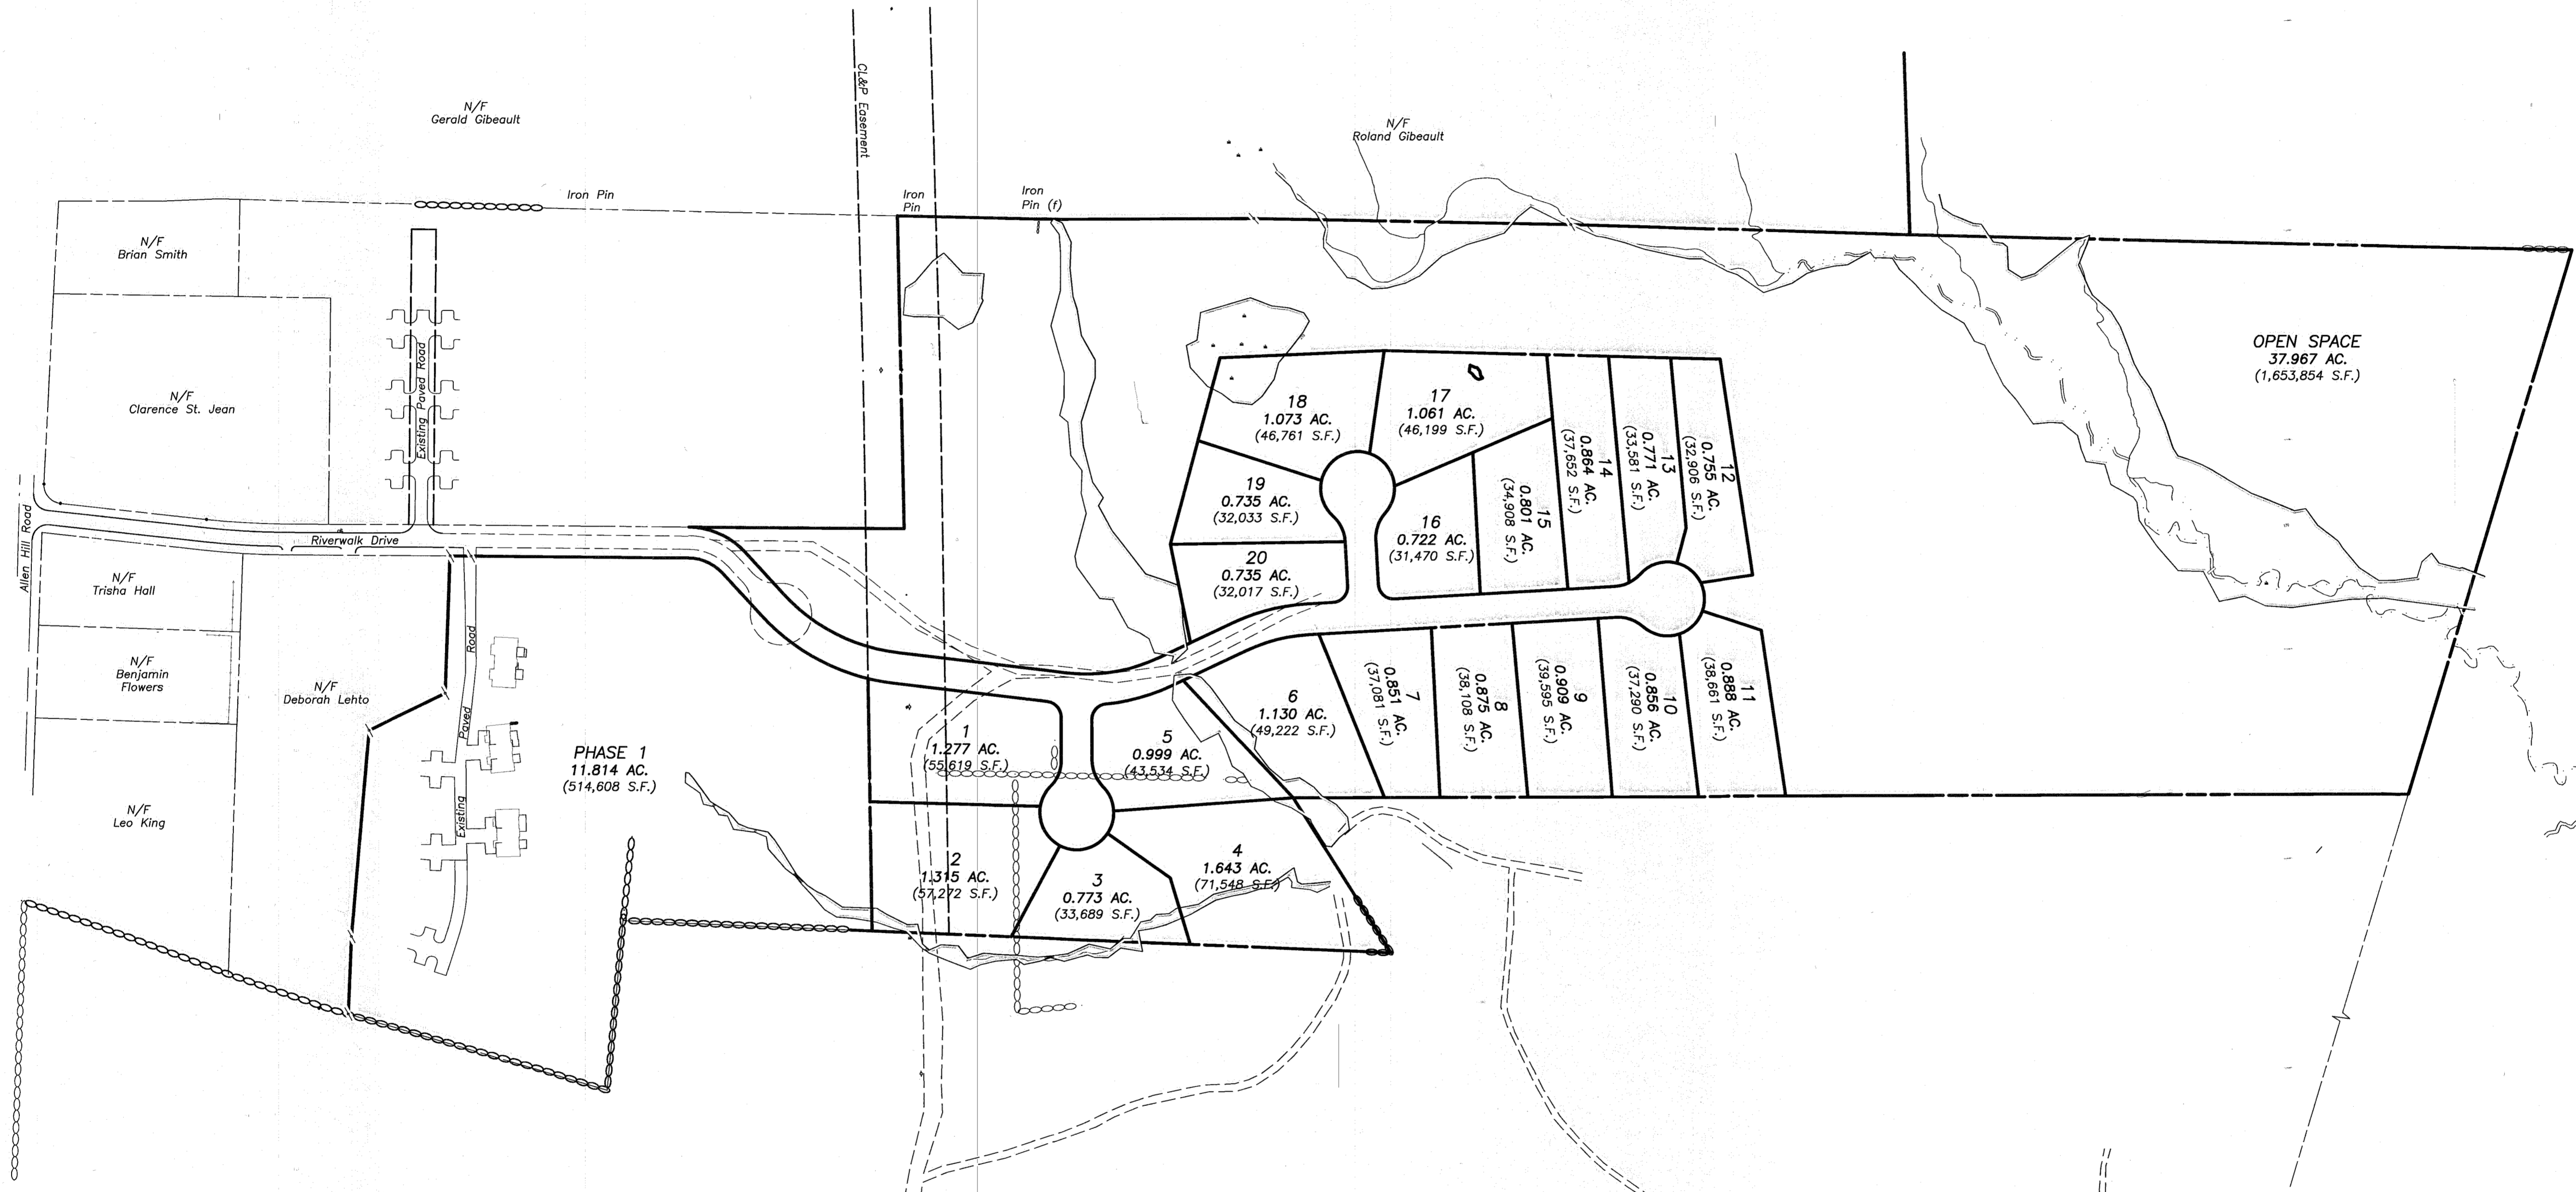 N/F
Gerald Gibeault
CL&P Easement
N/F
Roland Gibeault
Iron Pin
Iron
Pin
Iron
Pin (f)
N/F
Brian Smith
N/F
Clarence St. Jean
Existing Paved Road
OPEN SPACE
37.967 AC.
(1,653,854 S.F.)
18
1.073 AC.
(46,761 S.F.)
17
1.061 AC.
(46,199 S.F.)
14
0.864 AC.
(37,652 S.F.)
13
0.771 AC.
(33,581 S.F.)
12
0.755 AC.
(32,906 S.F.)
19
0.735 AC.
(32,033 S.F.)
16
0.722 AC.
(31,470 S.F.)
15
0.801 AC.
(34,908 S.F.)
20
0.735 AC.
(32,017 S.F.)
Allen Hill Road
Riverwalk Drive
N/F
Trisha Hall
N/F
Benjamin
Flowers
N/F
Deborah Lehto
N/F
Leo King
Existing Paved Road
PHASE 1
11.814 AC.
(514,608 S.F.)
1
1.277 AC.
(55,619 S.F.)
5
0.999 AC.
(43,534 S.F.)
6
1.130 AC.
(49,222 S.F.)
7
0.851 AC.
(37,081 S.F.)
8
0.875 AC.
(38,108 S.F.)
9
0.909 AC.
(39,595 S.F.)
10
0.856 AC.
(37,290 S.F.)
11
0.888 AC.
(38,661 S.F.)
2
1.315 AC.
(57,272 S.F.)
3
0.773 AC.
(33,689 S.F.)
4
1.643 AC.
(71,548 S.F.)